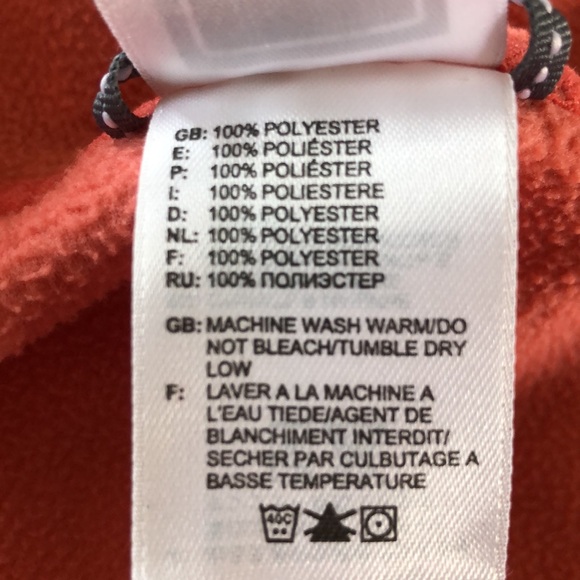 GB: 100% POLYESTER
E: 100% POLIÉSTER
P: 100% POLIÉSTER
I: 100% POLIESTERE
D: 100% POLYESTER
NL: 100% POLYESTER
F: 100% POLYESTER
RU: 100% ПОЛИЭСТЕР
GB: MACHINE WASH WARM/DO
NOT BLEACH/TUMBLE DRY
LOW
F: LAVER A LA MACHINE A
L'EAU TIEDE/AGENT DE
BLANCHIMENT INTERDIT/
SECHER PAR CULBUTAGE A
BASSE TEMPERATURE
40C